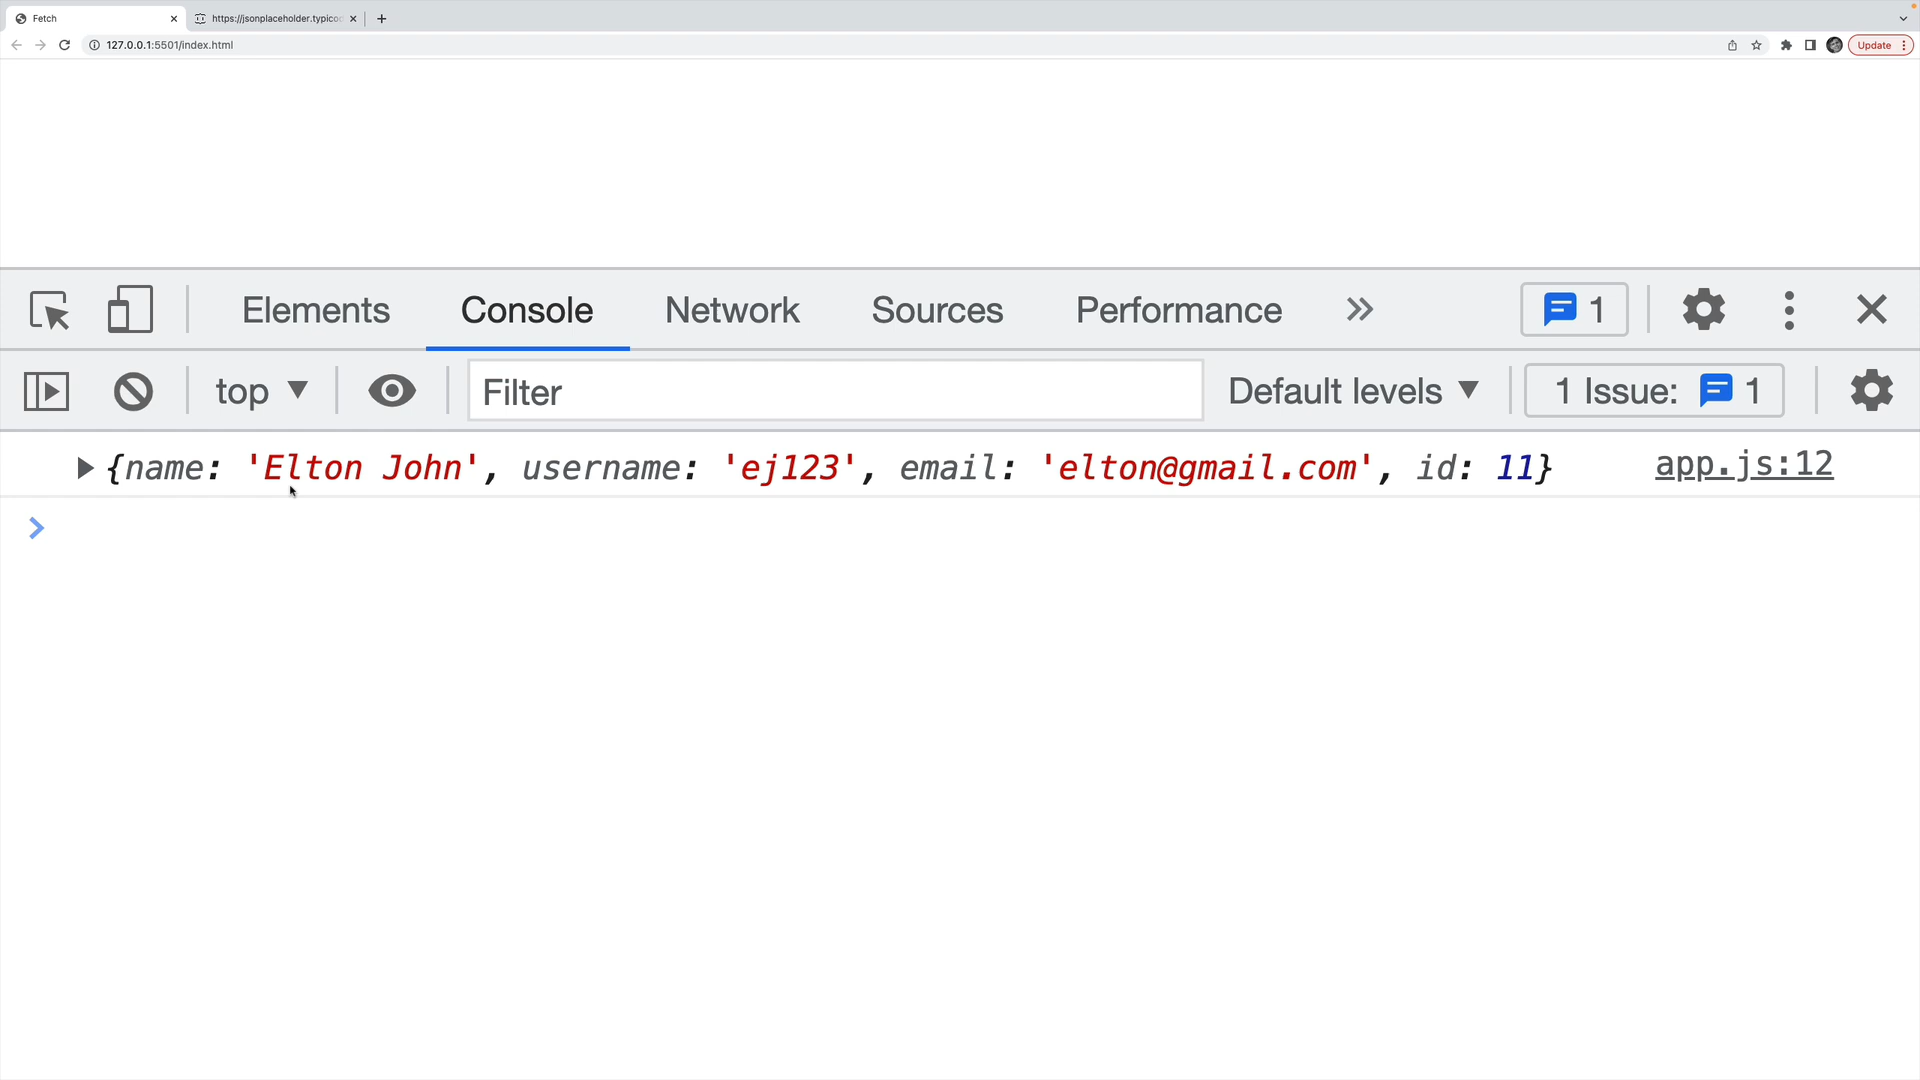 Fetch
https://jsonplaceholder.typico
127.0.0.1:5501/index.html
Update
Elements Console Network Sources Performance 1
top Filter Default levels 1 Issue: 1
{name: 'Elton John', username: 'ej123', email: 'elton@gmail.com', id: 11} app.js:12